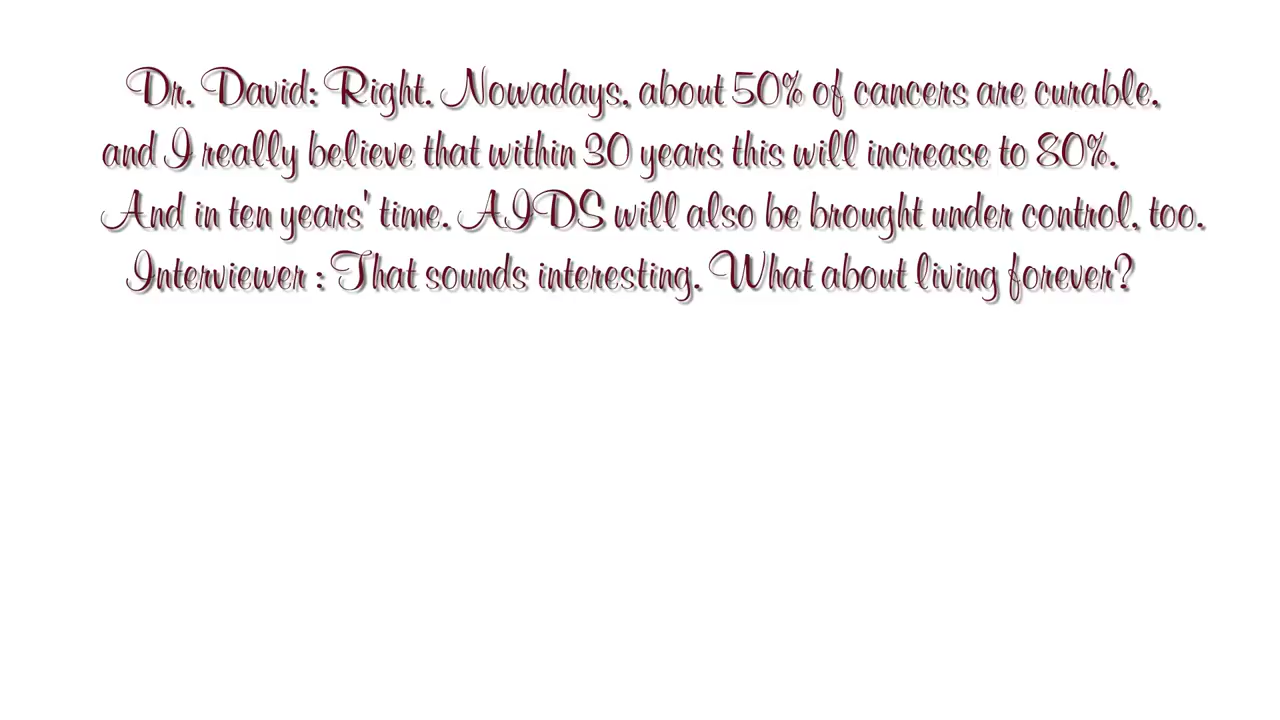 Dr. David: Right. Nowadays, about 50% of cancers are curable,
and I really believe that within 30 years this will increase to 80%.
And in ten years' time, AIDS will also be brought under control, too.
Interviewer : That sounds interesting. What about living forever?